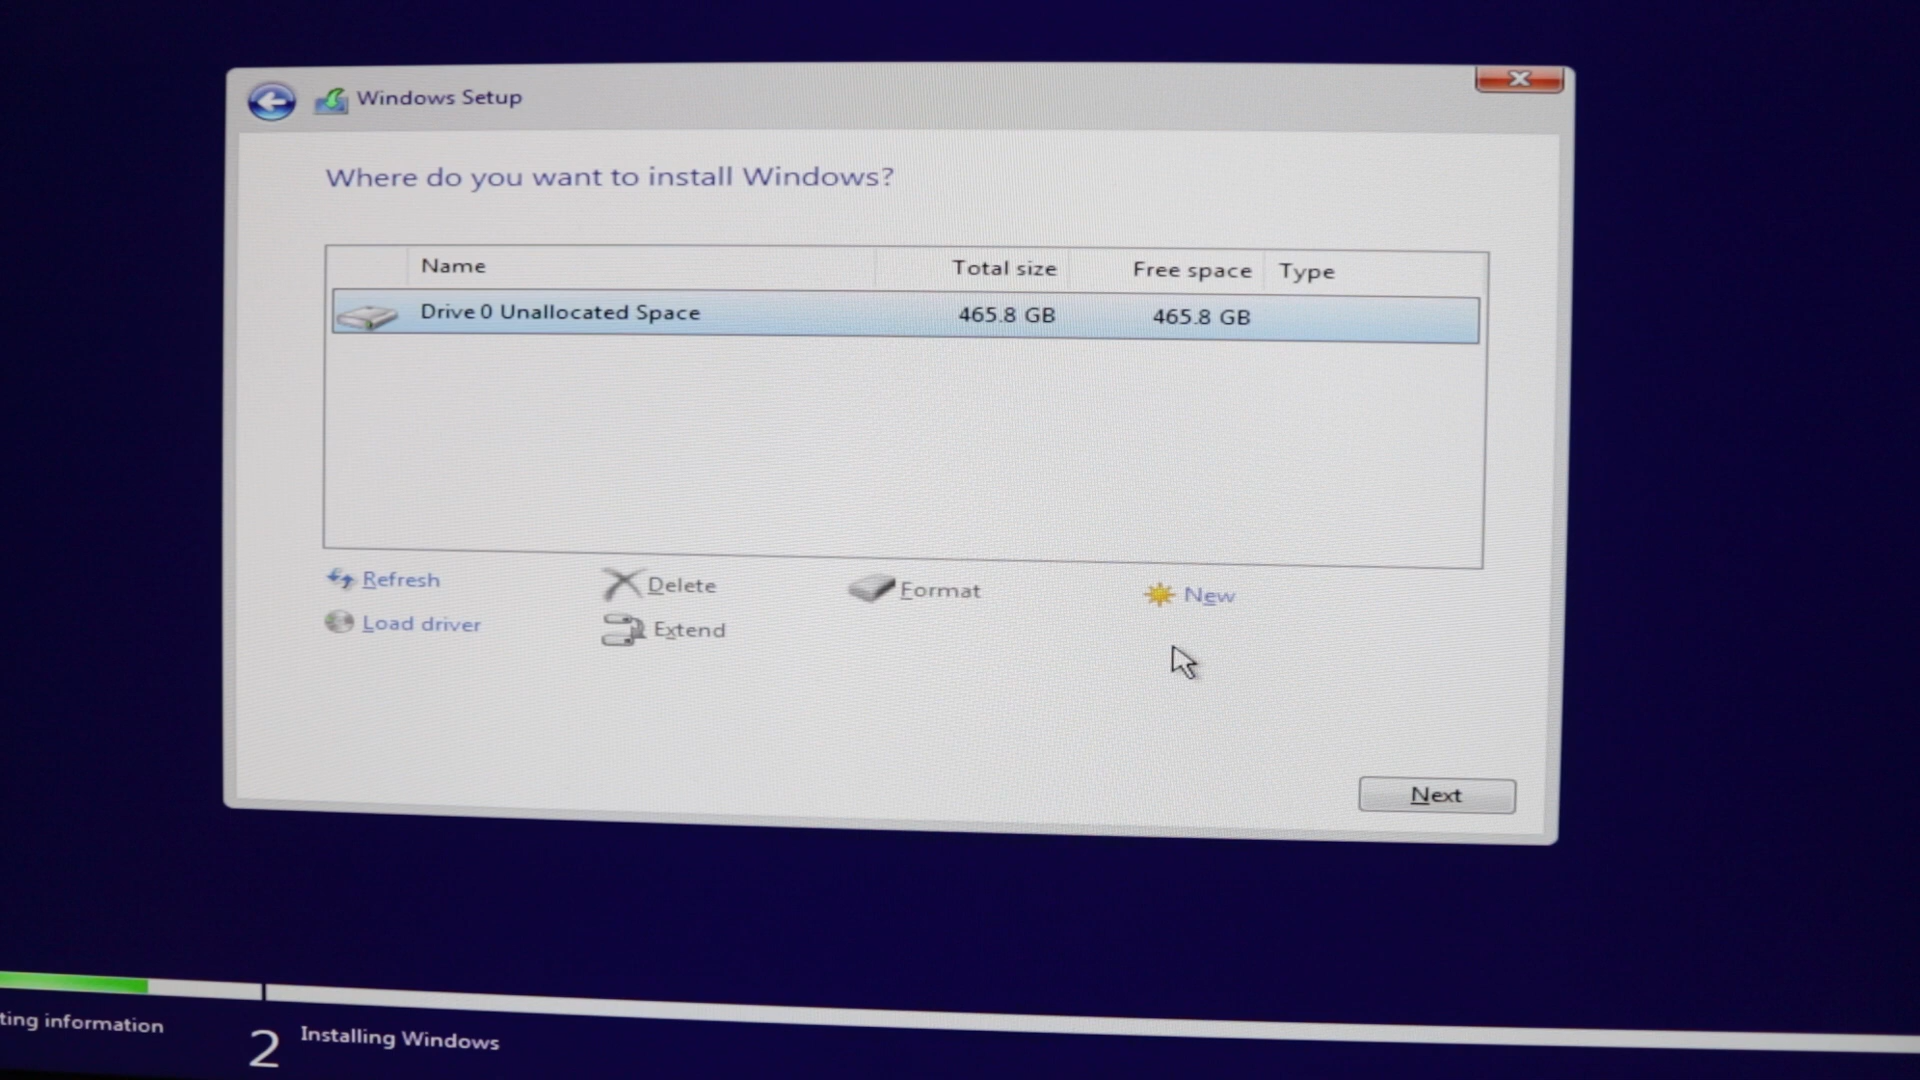 Windows Setup
Where do you want to install Windows?
Name Total size Free space Type
Drive 0 Unallocated Space 465.8 GB 465.8 GB
Refresh Delete Format New
Load driver Extend
Next
ting information 2 Installing Windows